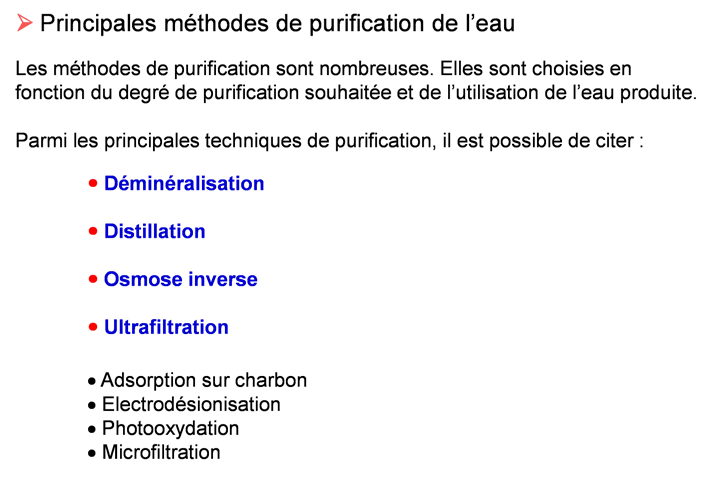 ➢ Principales méthodes de purification de l’eau
Les méthodes de purification sont nombreuses. Elles sont choisies en
fonction du degré de purification souhaitée et de l’utilisation de l’eau produite.
Parmi les principales techniques de purification, il est possible de citer :
• Déminéralisation
• Distillation
• Osmose inverse
• Ultrafiltration
• Adsorption sur charbon
• Electrodésionisation
• Photooxydation
• Microfiltration